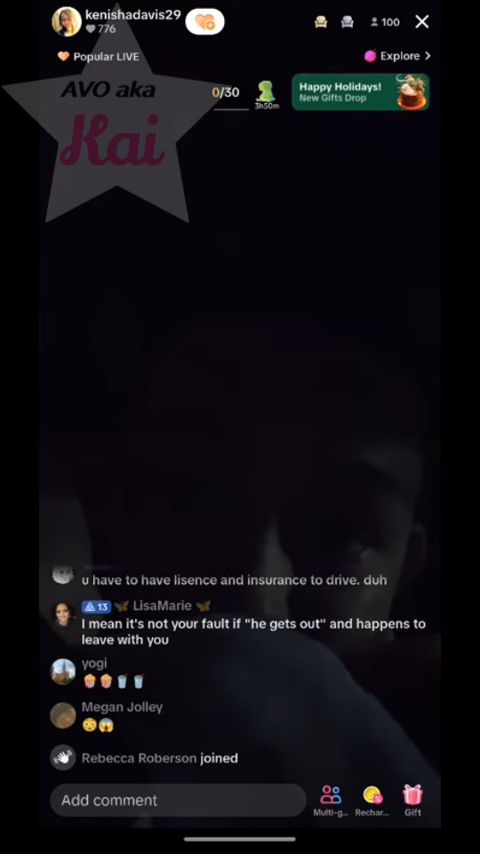 kenishadavis29
776
100
Popular LIVE
Explore >
AVO aka
Kai
0/30
3h50m
Happy Holidays!
New Gifts Drop
u have to have lisence and insurance to drive. duh
13 LisaMarie
I mean it's not your fault if "he gets out" and happens to
leave with you
yogi
Megan Jolley
Rebecca Roberson joined
Add comment
Multi-g...
Rechar...
Gift